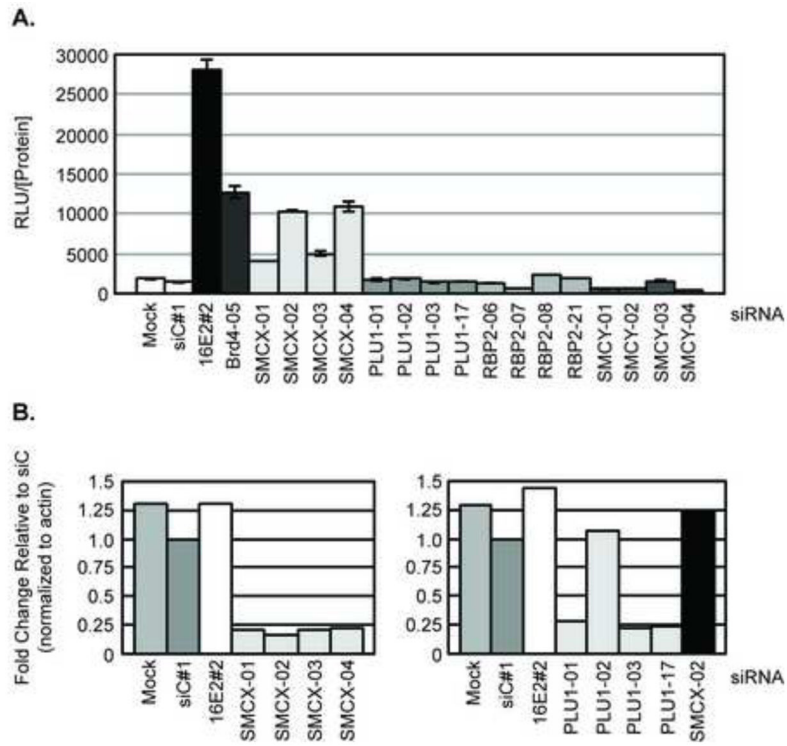 A.
RLU/[Protein]
30000
25000
20000
15000
10000
5000
0
Mock
siC#1
16E2#2
Brd4-05
SMCX-01
SMCX-02
SMCX-03
SMCX-04
PLU1-01
PLU1-02
PLU1-03
PLU1-17
RBP2-06
RBP2-07
RBP2-08
RBP2-21
SMCY-01
SMCY-02
SMCY-03
SMCY-04
siRNA
B.
Fold Change Relative to siC
(normalized to actin)
1.5
1.25
1.0
0.75
0.5
0.25
0
Mock
siC#1
16E2#2
SMCX-01
SMCX-02
SMCX-03
SMCX-04
1.5
1.25
1.0
0.75
0.5
0.25
0
Mock
siC#1
16E2#2
PLU1-01
PLU1-02
PLU1-03
PLU1-17
SMCX-02
siRNA